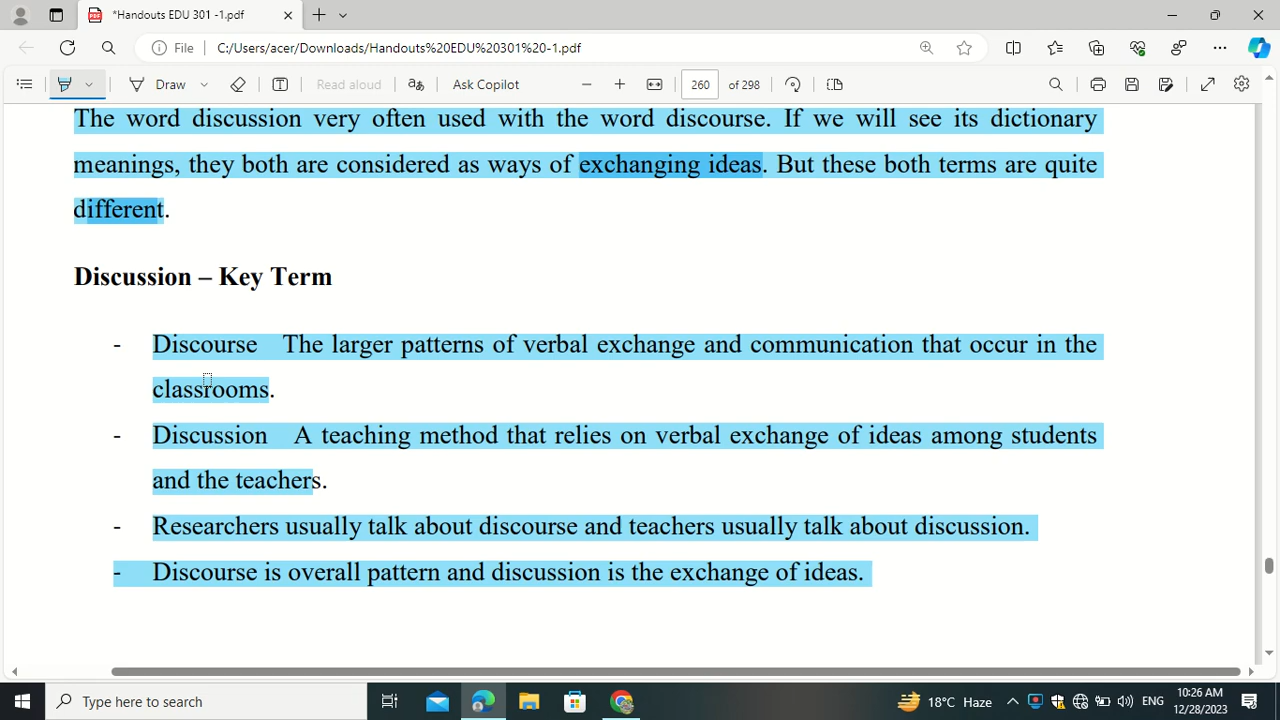 *Handouts EDU 301 -1.pdf
File C:/Users/acer/Downloads/Handouts%20EDU%20301%20-1.pdf
Draw Read aloud aあ Ask Copilot 260 of 298
The word discussion very often used with the word discourse. If we will see its dictionary
meanings, they both are considered as ways of exchanging ideas. But these both terms are quite
different.
Discussion – Key Term
- Discourse The larger patterns of verbal exchange and communication that occur in the
classrooms.
- Discussion A teaching method that relies on verbal exchange of ideas among students
and the teachers.
- Researchers usually talk about discourse and teachers usually talk about discussion.
- Discourse is overall pattern and discussion is the exchange of ideas.
Type here to search 18°C Haze ENG 10:26 AM
12/28/2023